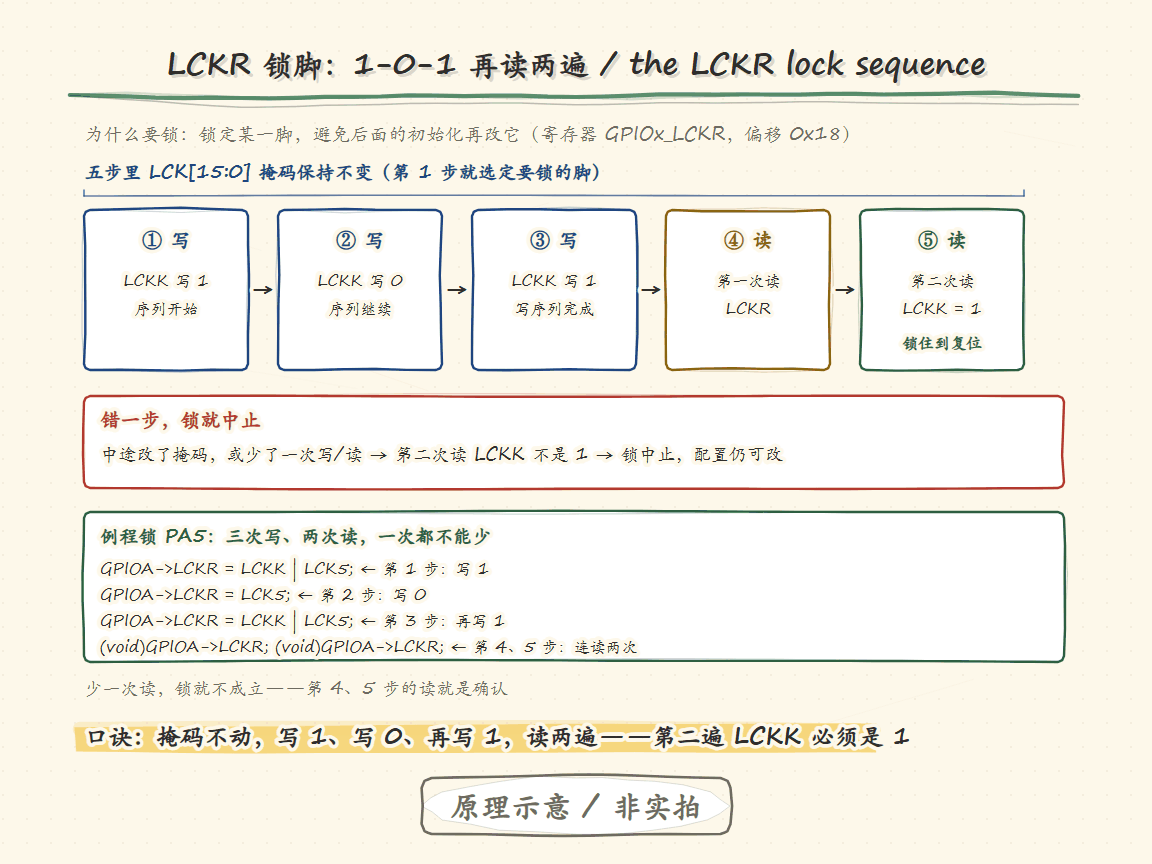 LCKR 锁脚：1-0-1 再读两遍 / the LCKR lock sequence
为什么要锁：锁定某一脚，避免后面的初始化再改它（寄存器 GPIOx_LCKR，偏移 0x18）
五步里 LCK[15:0] 掩码保持不变（第 1 步就选定要锁的脚）
① 写
LCKK 写 1
序列开始
→
② 写
LCKK 写 0
序列继续
→
③ 写
LCKK 写 1
写序列完成
→
④ 读
第一次读
LCKR
→
⑤ 读
第二次读
LCKK = 1
锁住到复位
错一步，锁就中止
中途改了掩码，或少了一次写/读 → 第二次读 LCKK 不是 1 → 锁中止，配置仍可改
例程锁 PA5：三次写、两次读，一次都不能少
GPIOA->LCKR = LCKK | LCK5; ← 第 1 步：写 1
GPIOA->LCKR = LCK5; ← 第 2 步：写 0
GPIOA->LCKR = LCKK | LCK5; ← 第 3 步：再写 1
(void)GPIOA->LCKR; (void)GPIOA->LCKR; ← 第 4、5 步：连读两次
少一次读，锁就不成立——第 4、5 步的读就是确认
口诀：掩码不动，写 1、写 0、再写 1，读两遍——第二遍 LCKK 必须是 1
原理示意 / 非实拍